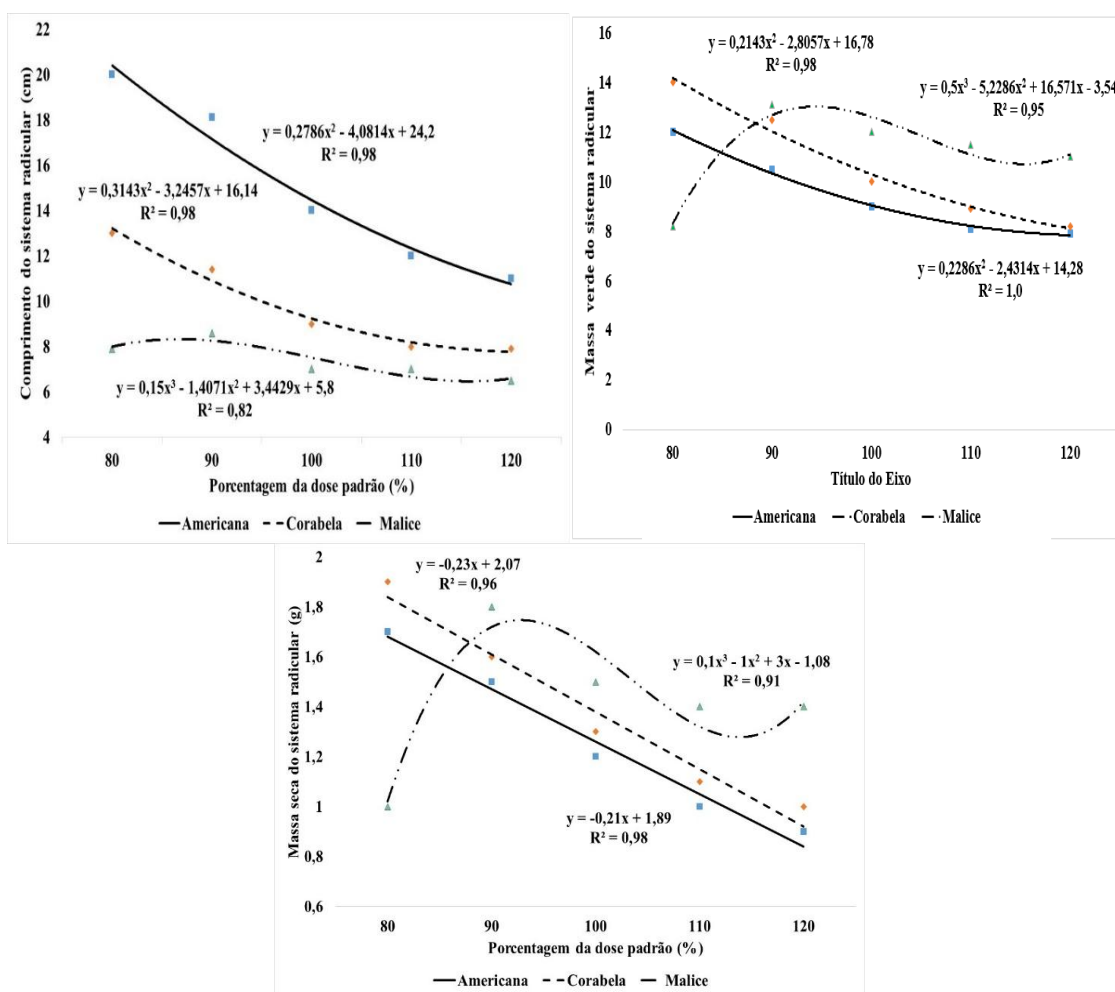 Comprimento do sistema radicular (cm)
22
20
18
16
14
12
10
8
6
4
y = 0,2786x² - 4,0814x + 24,2
R² = 0,98
y = 0,3143x² - 3,2457x + 16,14
R² = 0,98
y = 0,15x³ - 1,4071x² + 3,4429x + 5,8
R² = 0,82
80 90 100 110 120
Porcentagem da dose padrão (%)
Americana Corabela Malice
Massa verde do sistema radicular
16
14
12
10
8
6
4
2
0
y = 0,2143x² - 2,8057x + 16,78
R² = 0,98
y = 0,5x³ - 5,2286x² + 16,571x - 3,54
R² = 0,95
y = 0,2286x² - 2,4314x + 14,28
R² = 1,0
80 90 100 110 120
Título do Eixo
Americana Corabela Malice
Massa seca do sistema radicular (g)
2
1,8
1,6
1,4
1,2
1
0,8
0,6
y = -0,23x + 2,07
R² = 0,96
y = 0,1x³ - 1x² + 3x - 1,08
R² = 0,91
y = -0,21x + 1,89
R² = 0,98
80 90 100 110 120
Porcentagem da dose padrão (%)
Americana Corabela Malice